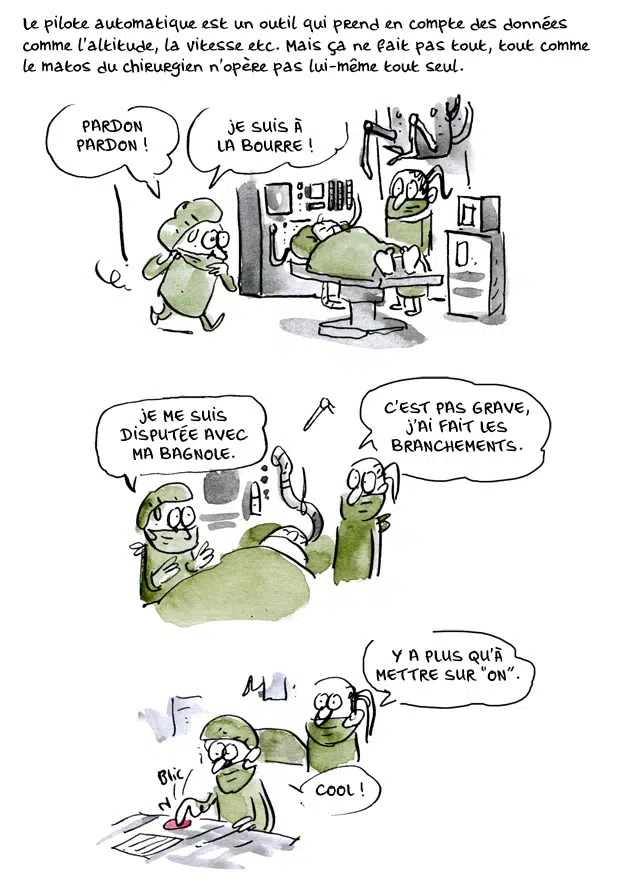 Le pilote automatique est un outil qui prend en compte des données
comme l'altitude, la vitesse etc. Mais ça ne fait pas tout, tout comme
le matos du chirurgien n'opère pas lui-même tout seul.
PARDON
PARDON !
JE SUIS À
LA BOURRE !
JE ME SUIS
DISPUTÉE AVEC
MA BAGNOLE.
C'EST PAS GRAVE,
J'AI FAIT LES
BRANCHEMENTS.
Y A PLUS QU'À
METTRE SUR "ON".
Blic
COOL !